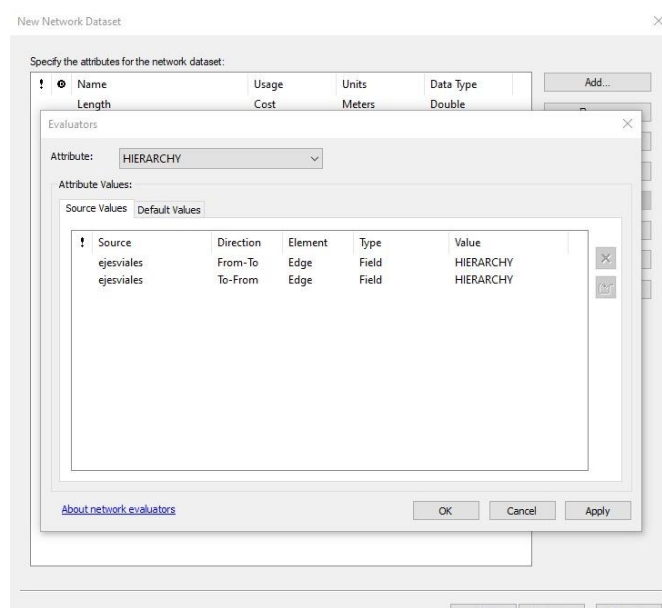 New Network Dataset
Specify the attributes for the network dataset:
! Name Usage Units Data Type Add...
Length Cost Meters Double
Evaluators
Attribute: HIERARCHY
Attribute Values:
Source Values Default Values
! Source Direction Element Type Value
ejesviales From-To Edge Field HIERARCHY
ejesviales To-From Edge Field HIERARCHY
About network evaluators OK Cancel Apply